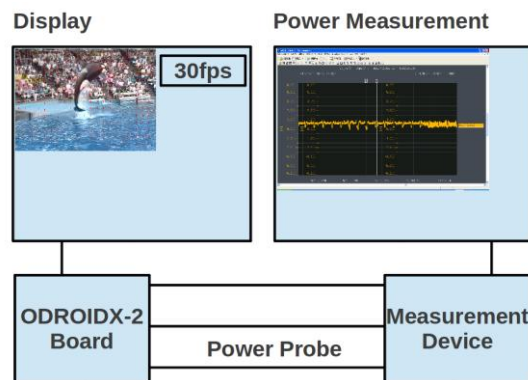 Display
Power Measurement
30fps
ODROIDX-2
Board
Power Probe
Measurement
Device